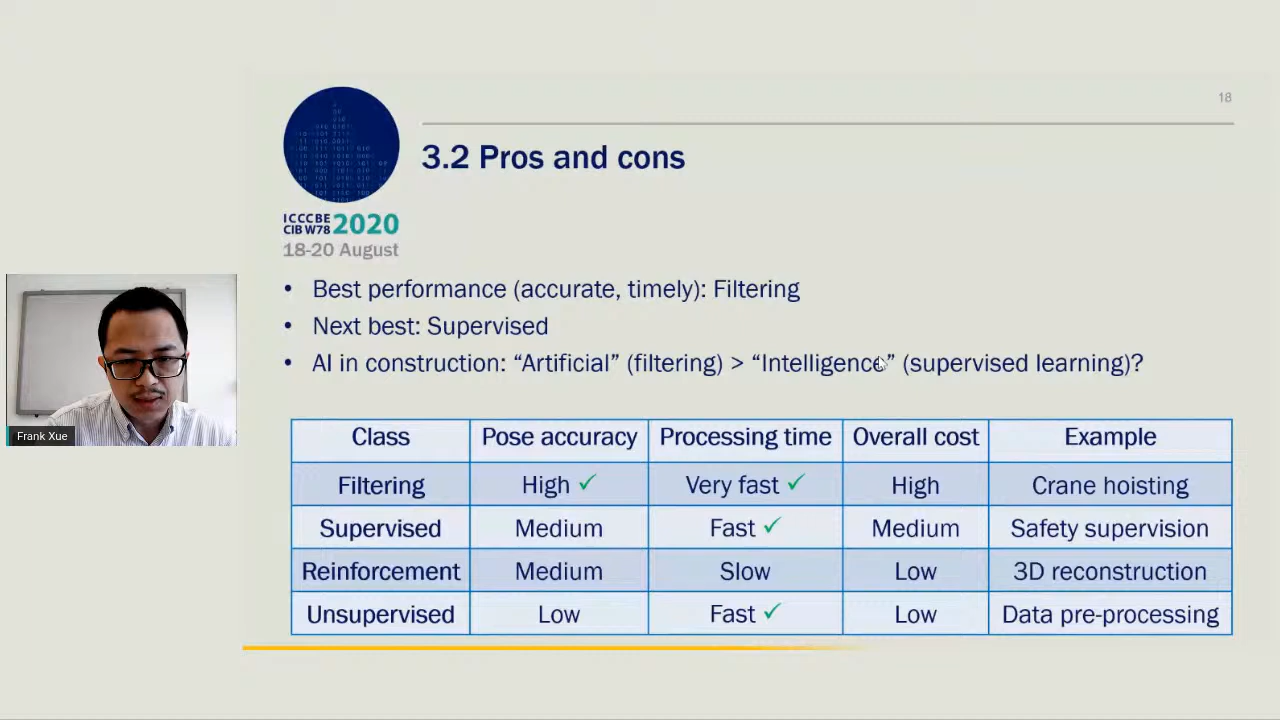 18
3.2 Pros and cons
ICCCBE
CIB W78 2020
18-20 August
• Best performance (accurate, timely): Filtering
• Next best: Supervised
• AI in construction: “Artificial” (filtering) > “Intelligence” (supervised learning)?
Class Pose accuracy Processing time Overall cost Example
Filtering High ✓ Very fast ✓ High Crane hoisting
Supervised Medium Fast ✓ Medium Safety supervision
Reinforcement Medium Slow Low 3D reconstruction
Unsupervised Low Fast ✓ Low Data pre-processing
Frank Xue